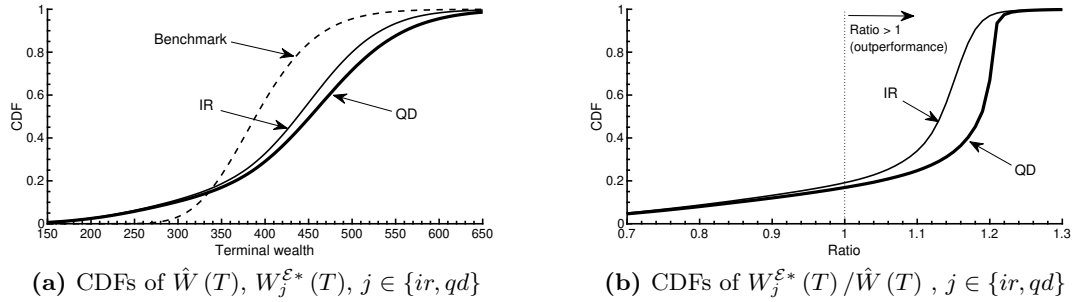 1
0.8
0.6
0.4
0.2
0
CDF
Benchmark
IR
QD
150 200 250 300 350 400 450 500 550 600 650
Terminal wealth
(a) CDFs of Ŵ (T), W_j^{ℰ*} (T), j ∈ {ir, qd}
1
0.8
0.6
0.4
0.2
0
CDF
Ratio > 1
(outperformance)
IR
QD
0.7 0.8 0.9 1 1.1 1.2 1.3
Ratio
(b) CDFs of W_j^{ℰ*} (T) /Ŵ (T) , j ∈ {ir, qd}